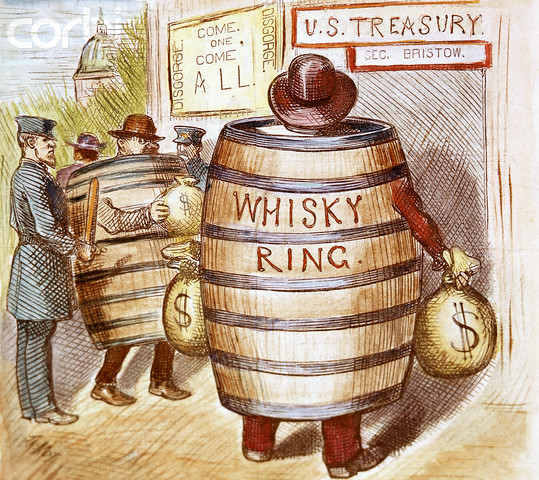 corbis
DISGORGE.
COME.
ONE
COME,
ALL.
DISGORGE.
U.S. TREASURY.
SEC. BRISTOW.
WHISKY
RING.
$
$
$